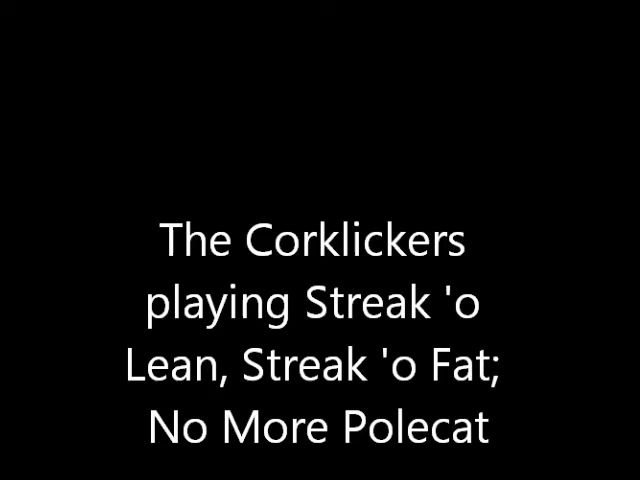 The Corklickers
playing Streak 'o
Lean, Streak 'o Fat;
No More Polecat